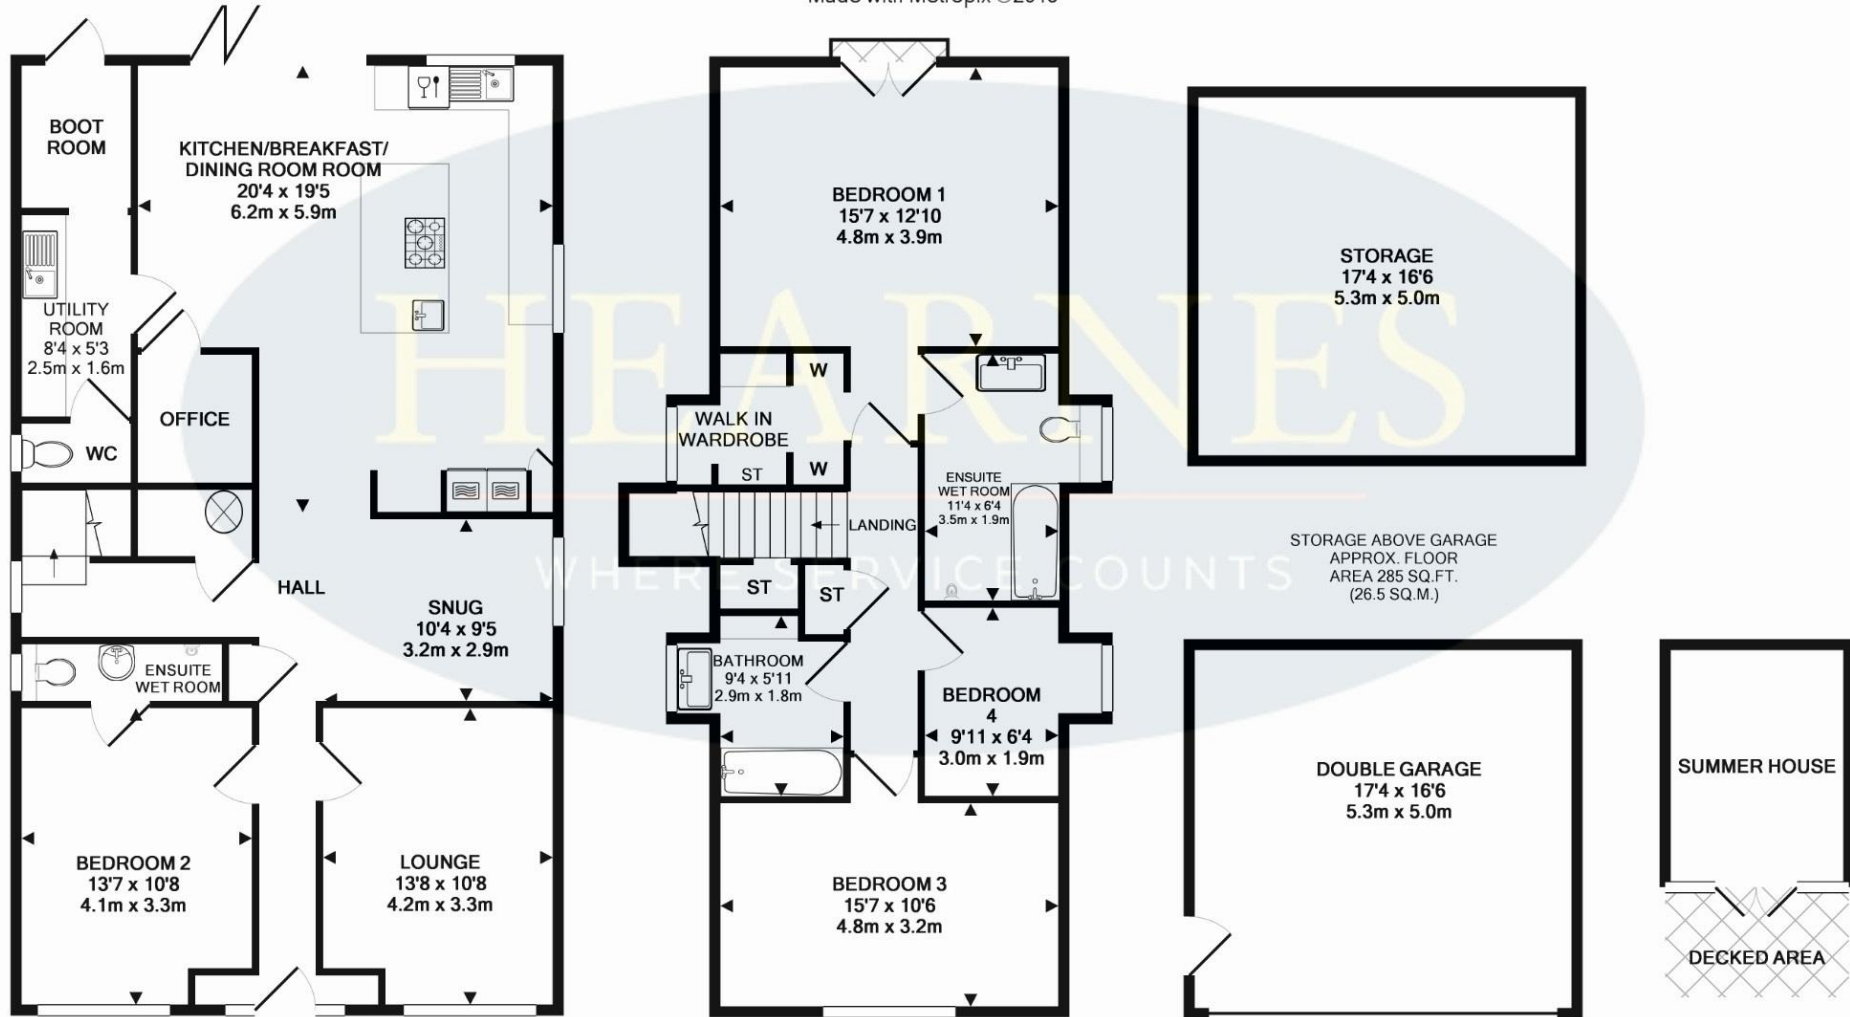 BOOT
ROOM
KITCHEN/BREAKFAST/
DINING ROOM ROOM
20'4 x 19'5
6.2m x 5.9m
UTILITY
ROOM
8'4 x 5'3
2.5m x 1.6m
OFFICE
WC
HALL
SNUG
10'4 x 9'5
3.2m x 2.9m
ENSUITE
WET ROOM
BEDROOM 2
13'7 x 10'8
4.1m x 3.3m
LOUNGE
13'8 x 10'8
4.2m x 3.3m
BEDROOM 1
15'7 x 12'10
4.8m x 3.9m
W
WALK IN
WARDROBE
ST
W
ENSUITE
WET ROOM
11'4 x 6'4
3.5m x 1.9m
LANDING
ST
ST
BATHROOM
9'4 x 5'11
2.9m x 1.8m
BEDROOM
4
9'11 x 6'4
3.0m x 1.9m
BEDROOM 3
15'7 x 10'6
4.8m x 3.2m
STORAGE
17'4 x 16'6
5.3m x 5.0m
STORAGE ABOVE GARAGE
APPROX. FLOOR
AREA 285 SQ.FT.
(26.5 SQ.M.)
DOUBLE GARAGE
17'4 x 16'6
5.3m x 5.0m
SUMMER HOUSE
DECKED AREA
HEARNES
WHERE SERVICE COUNTS